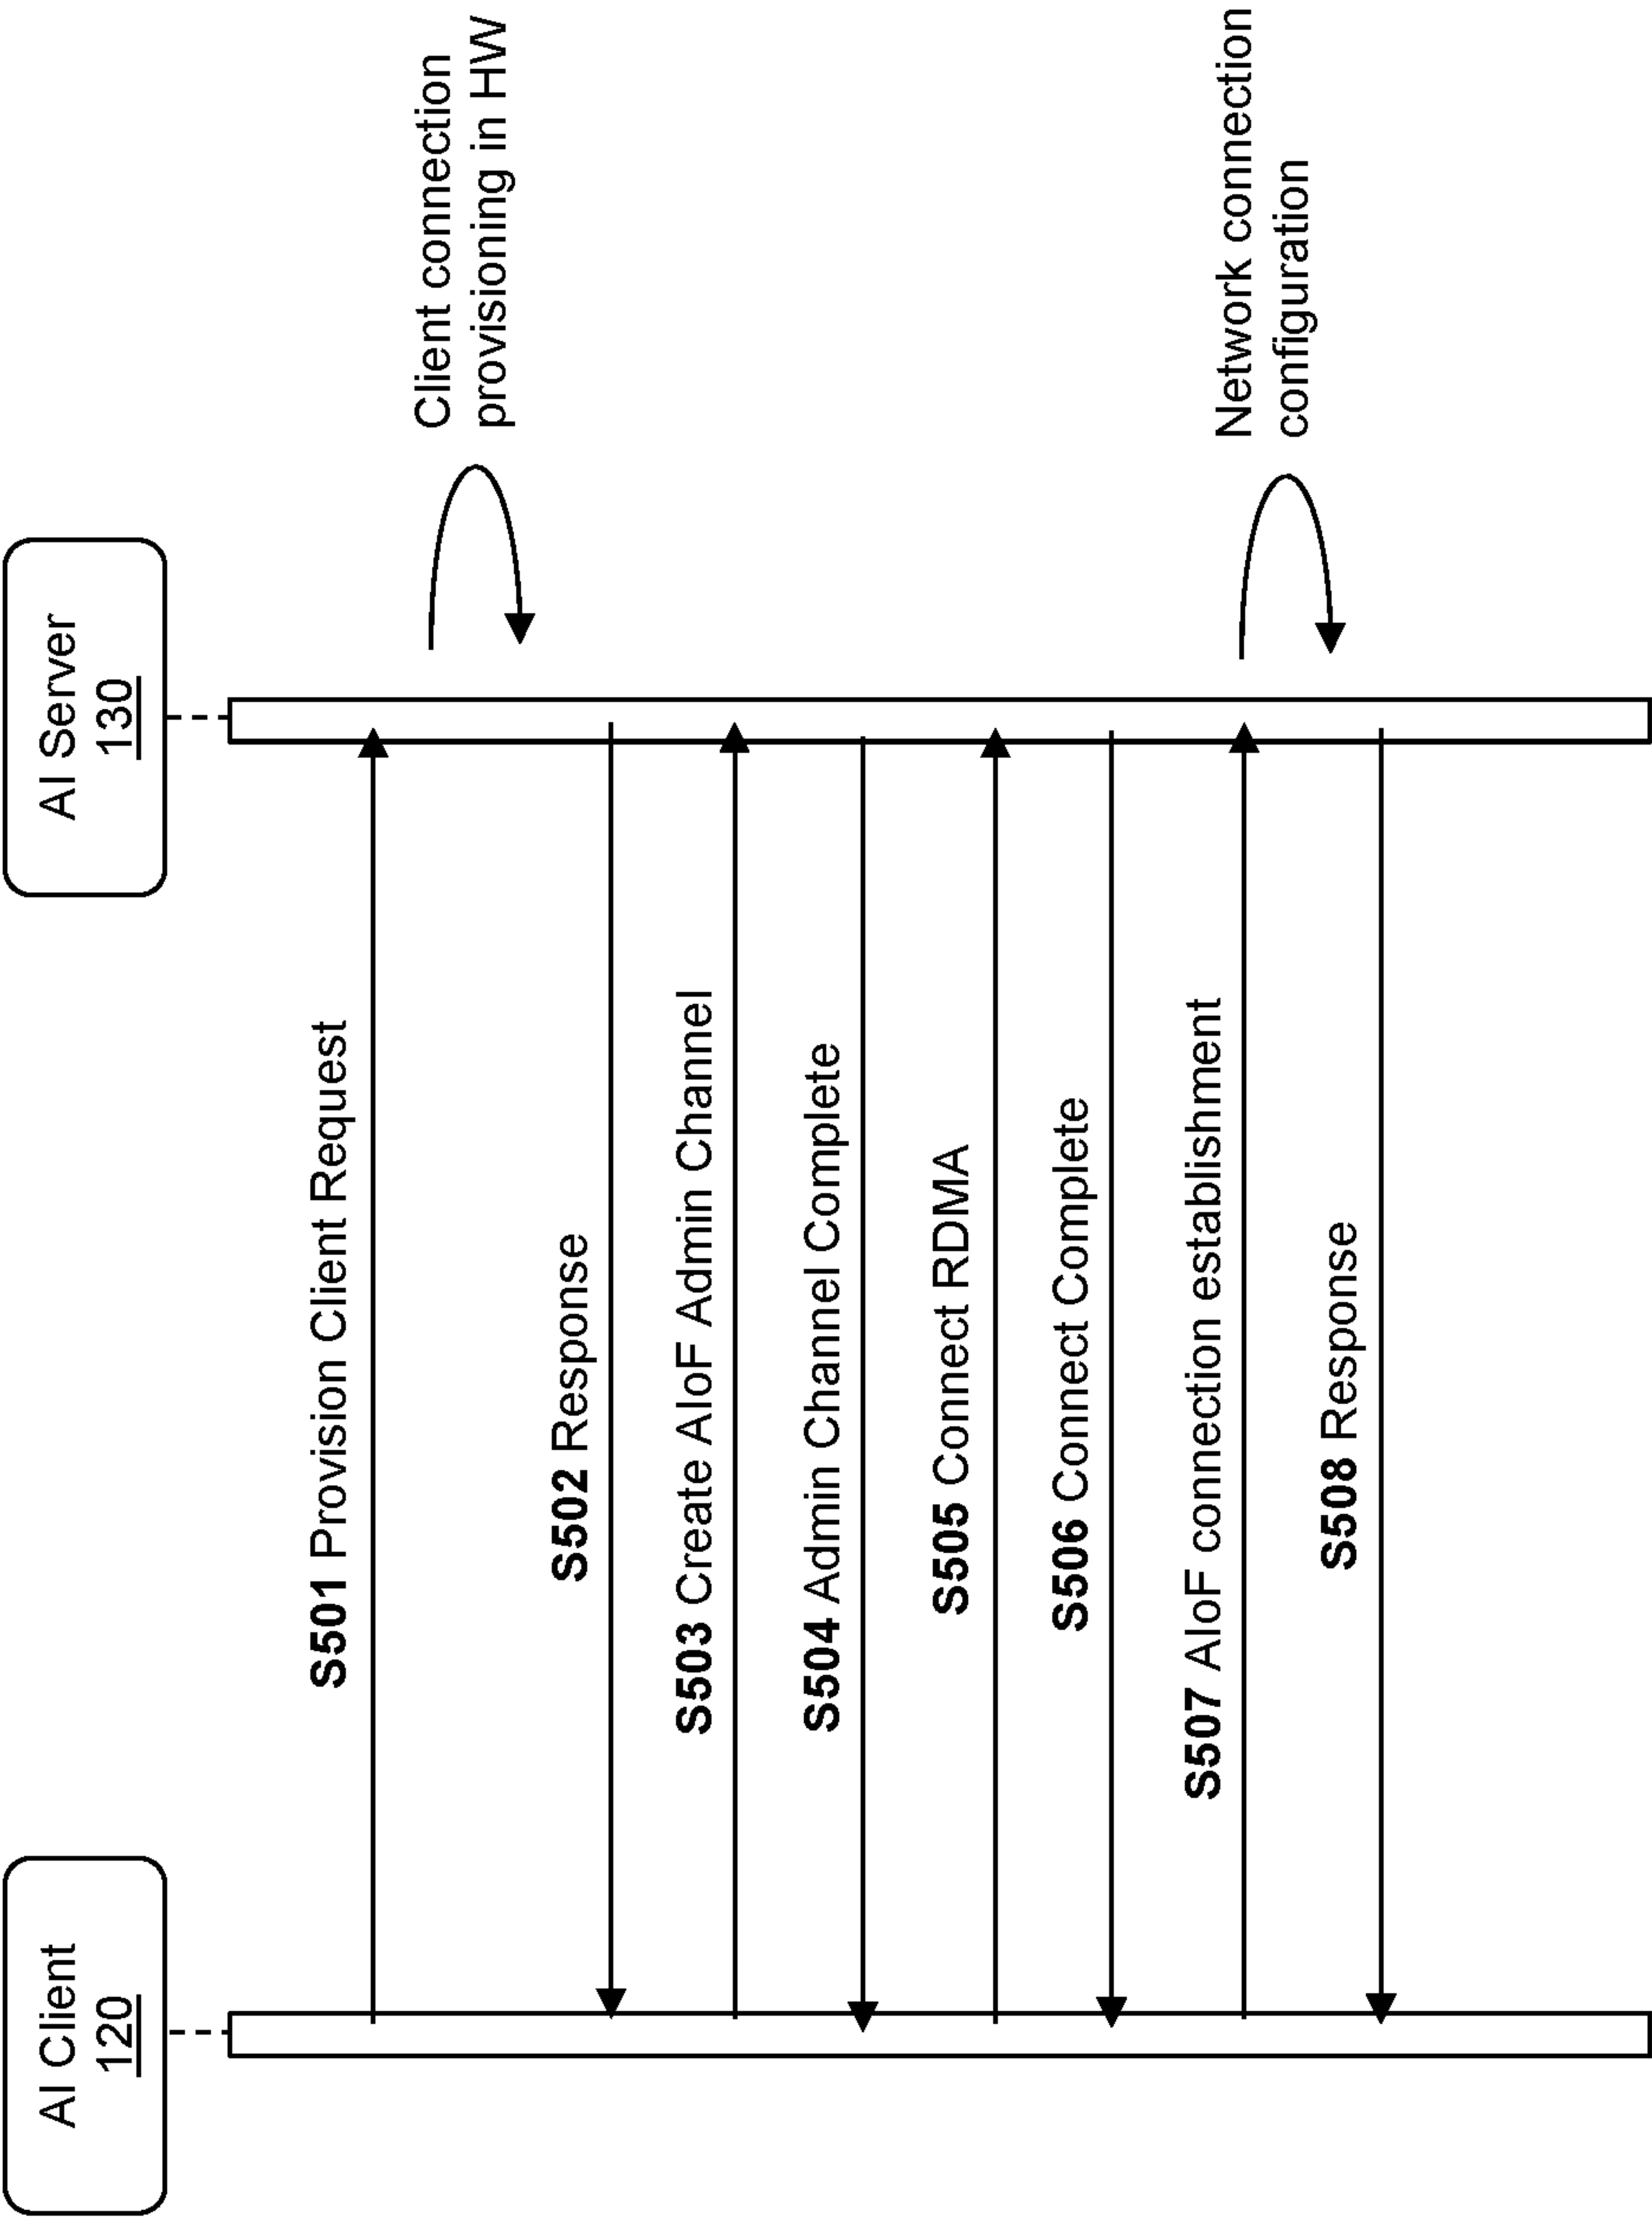 AI Client
120
AI Server
130
S501 Provision Client Request
Client connection
provisioning in HW
S502 Response
S503 Create AIoF Admin Channel
S504 Admin Channel Complete
S505 Connect RDMA
S506 Connect Complete
S507 AIoF connection establishment
Network connection
configuration
S508 Response